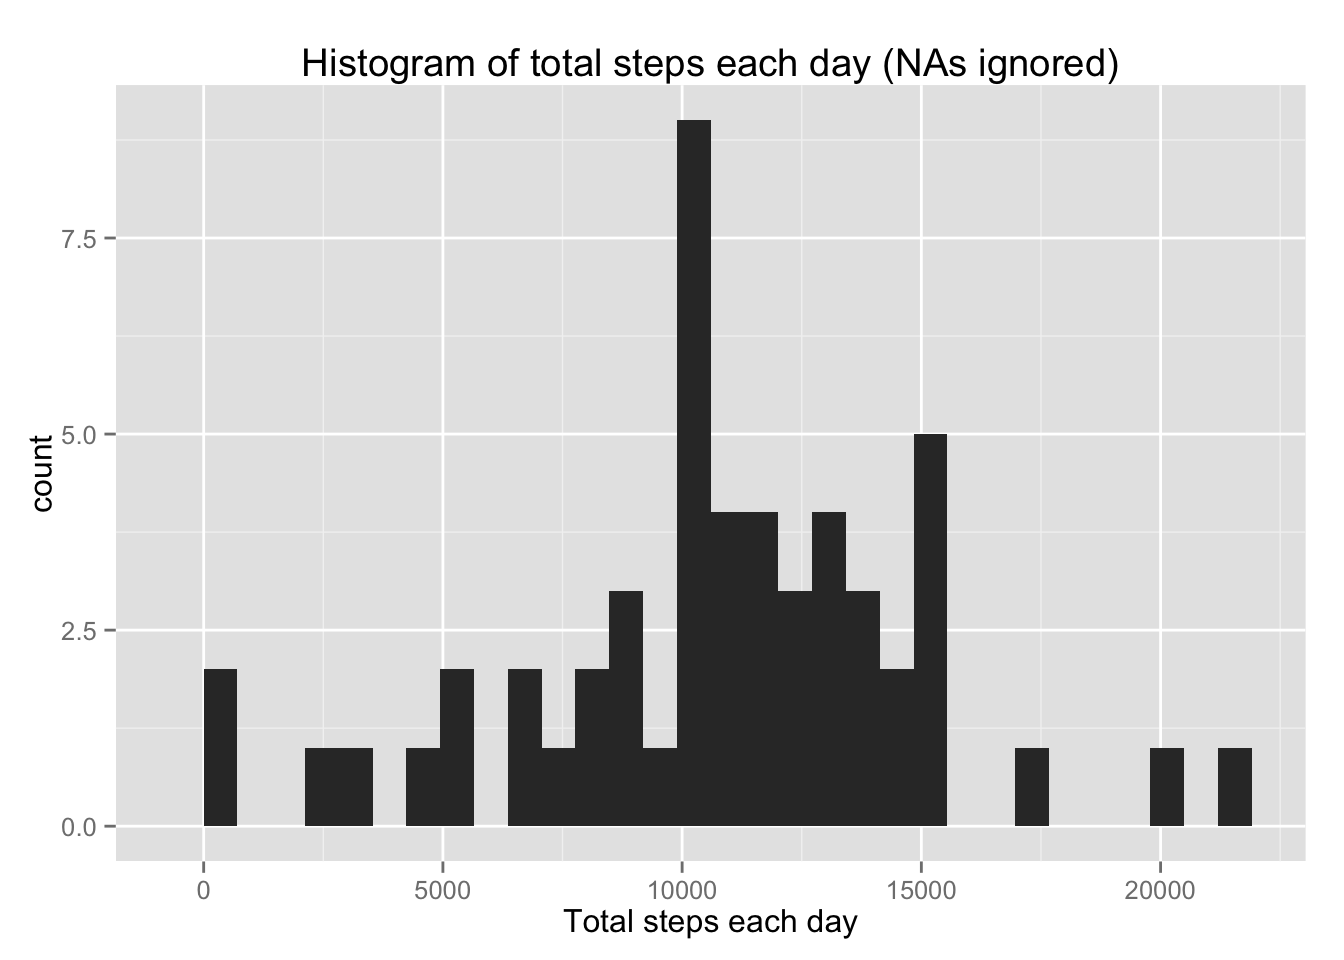 Histogram of total steps each day (NAs ignored)
count
7.5
5.0
2.5
0.0
0 5000 10000 15000 20000
Total steps each day